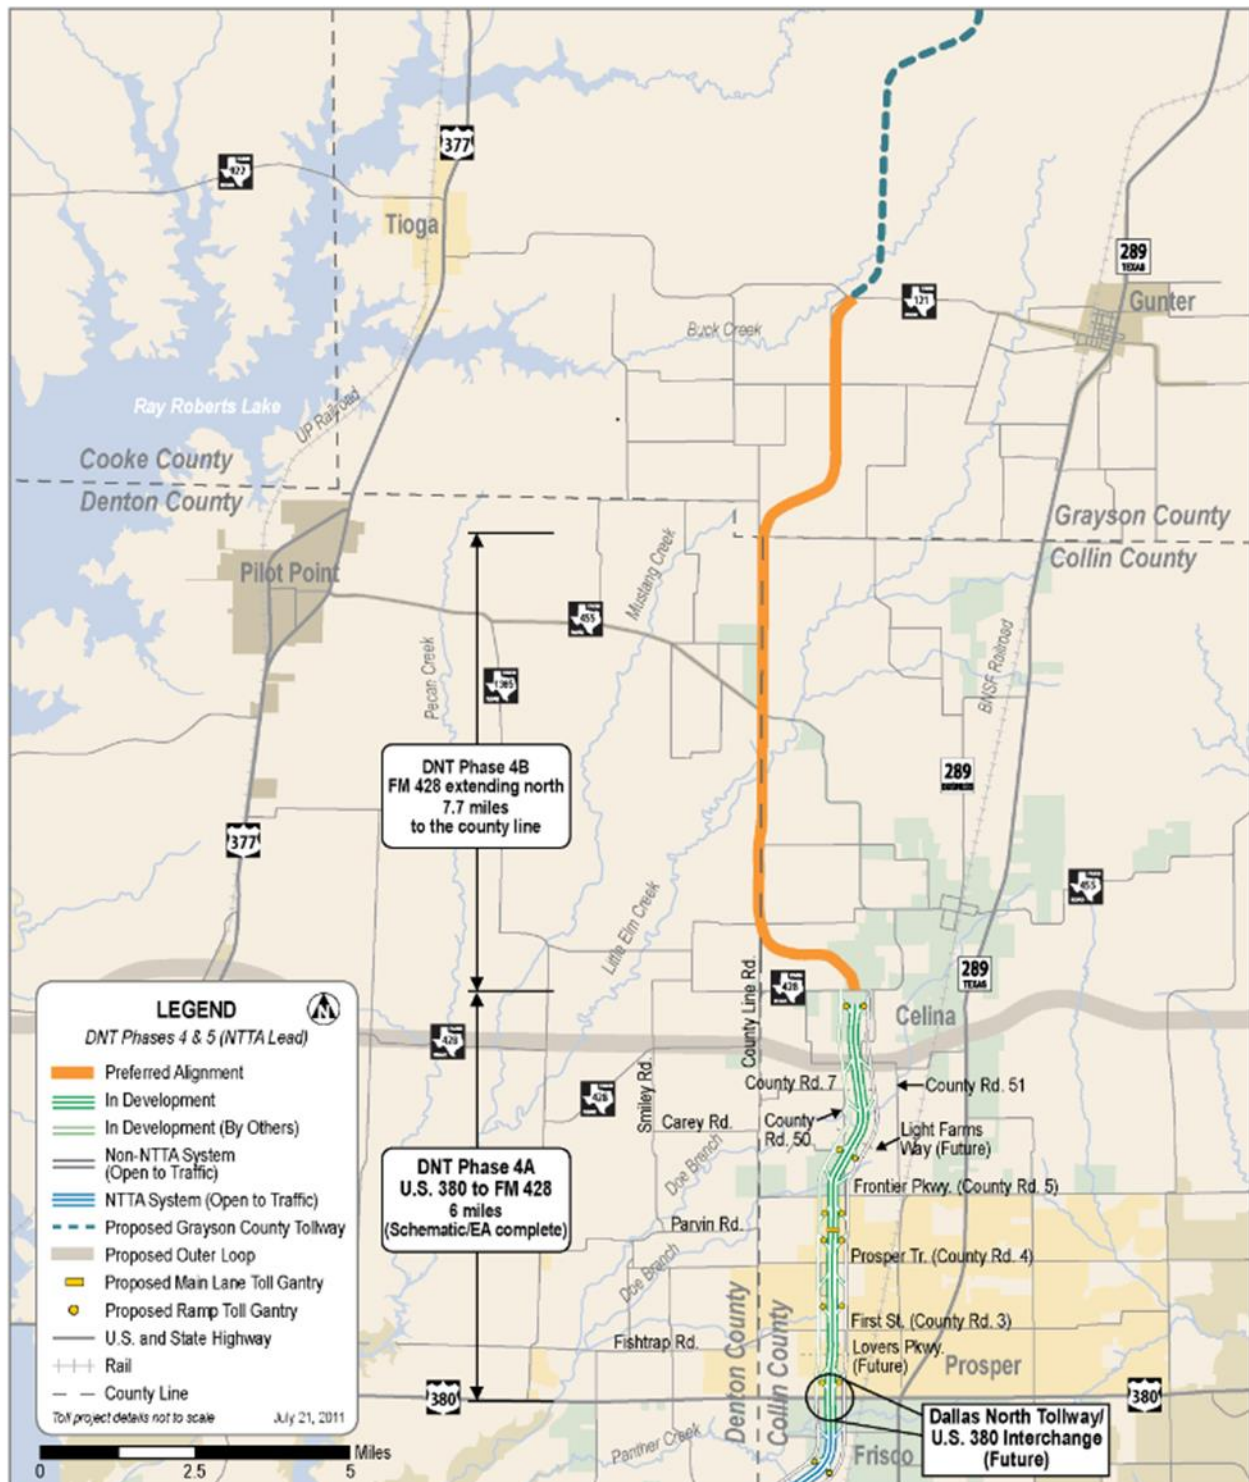 377
922
Tioga
289
TEXAS
121
Gunter
Buck Creek
Ray Roberts Lake
UP Railroad
Cooke County
Denton County
Grayson County
Collin County
Pilot Point
Mustang Creek
455
Pecan Creek
1385
BNSF Railroad
DNT Phase 4B
FM 428 extending north
7.7 miles
to the county line
289
BUSINESS
377
455
Little Elm Creek
County Line Rd.
428
289
TEXAS
Celina
428
Smiley Rd.
County Rd. 7
County Rd. 51
428
Carey Rd.
County
Rd. 50
Light Farms
Way (Future)
Doe Branch
DNT Phase 4A
U.S. 380 to FM 428
6 miles
(Schematic/EA complete)
Frontier Pkwy. (County Rd. 5)
Parvin Rd.
Prosper Tr. (County Rd. 4)
Doe Branch
First St. (County Rd. 3)
Fishtrap Rd.
Lovers Pkwy.
(Future)
Prosper
Denton County
Collin County
380
380
Dallas North Tollway/
U.S. 380 Interchange
(Future)
Panther Creek
Frisco
LEGEND
N
DNT Phases 4 & 5 (NTTA Lead)
Preferred Alignment
In Development
In Development (By Others)
Non-NTTA System
(Open to Traffic)
NTTA System (Open to Traffic)
Proposed Grayson County Tollway
Proposed Outer Loop
Proposed Main Lane Toll Gantry
Proposed Ramp Toll Gantry
U.S. and State Highway
Rail
County Line
Toll project details not to scale July 21, 2011
Miles
0 2.5 5